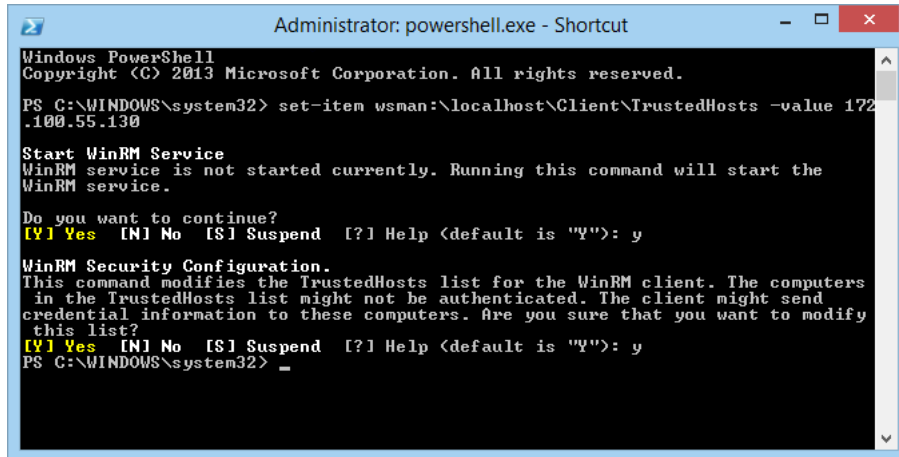 Administrator: powershell.exe - Shortcut
Windows PowerShell
Copyright (C) 2013 Microsoft Corporation. All rights reserved.
PS C:\WINDOWS\system32> set-item wsman:\localhost\Client\TrustedHosts -value 172
.100.55.130
Start WinRM Service
WinRM service is not started currently. Running this command will start the
WinRM service.
Do you want to continue?
[Y] Yes  [N] No  [S] Suspend  [?] Help (default is "Y"): y
WinRM Security Configuration.
This command modifies the TrustedHosts list for the WinRM client. The computers
 in the TrustedHosts list might not be authenticated. The client might send
credential information to these computers. Are you sure that you want to modify
 this list?
[Y] Yes  [N] No  [S] Suspend  [?] Help (default is "Y"): y
PS C:\WINDOWS\system32> _